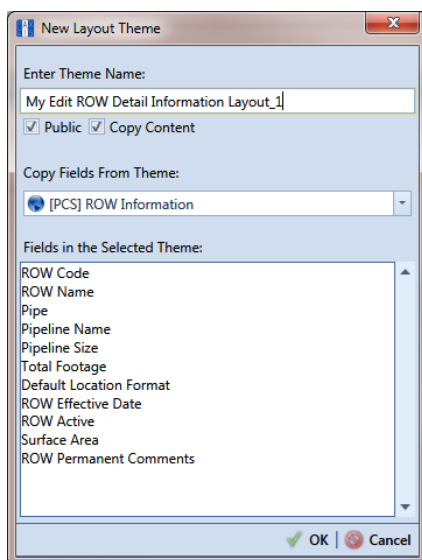 New Layout Theme
Enter Theme Name:
My Edit ROW Detail Information Layout_1
Public Copy Content
Copy Fields From Theme:
[PCS] ROW Information
Fields in the Selected Theme:
ROW Code
ROW Name
Pipe
Pipeline Name
Pipeline Size
Total Footage
Default Location Format
ROW Effective Date
ROW Active
Surface Area
ROW Permanent Comments
OK | Cancel